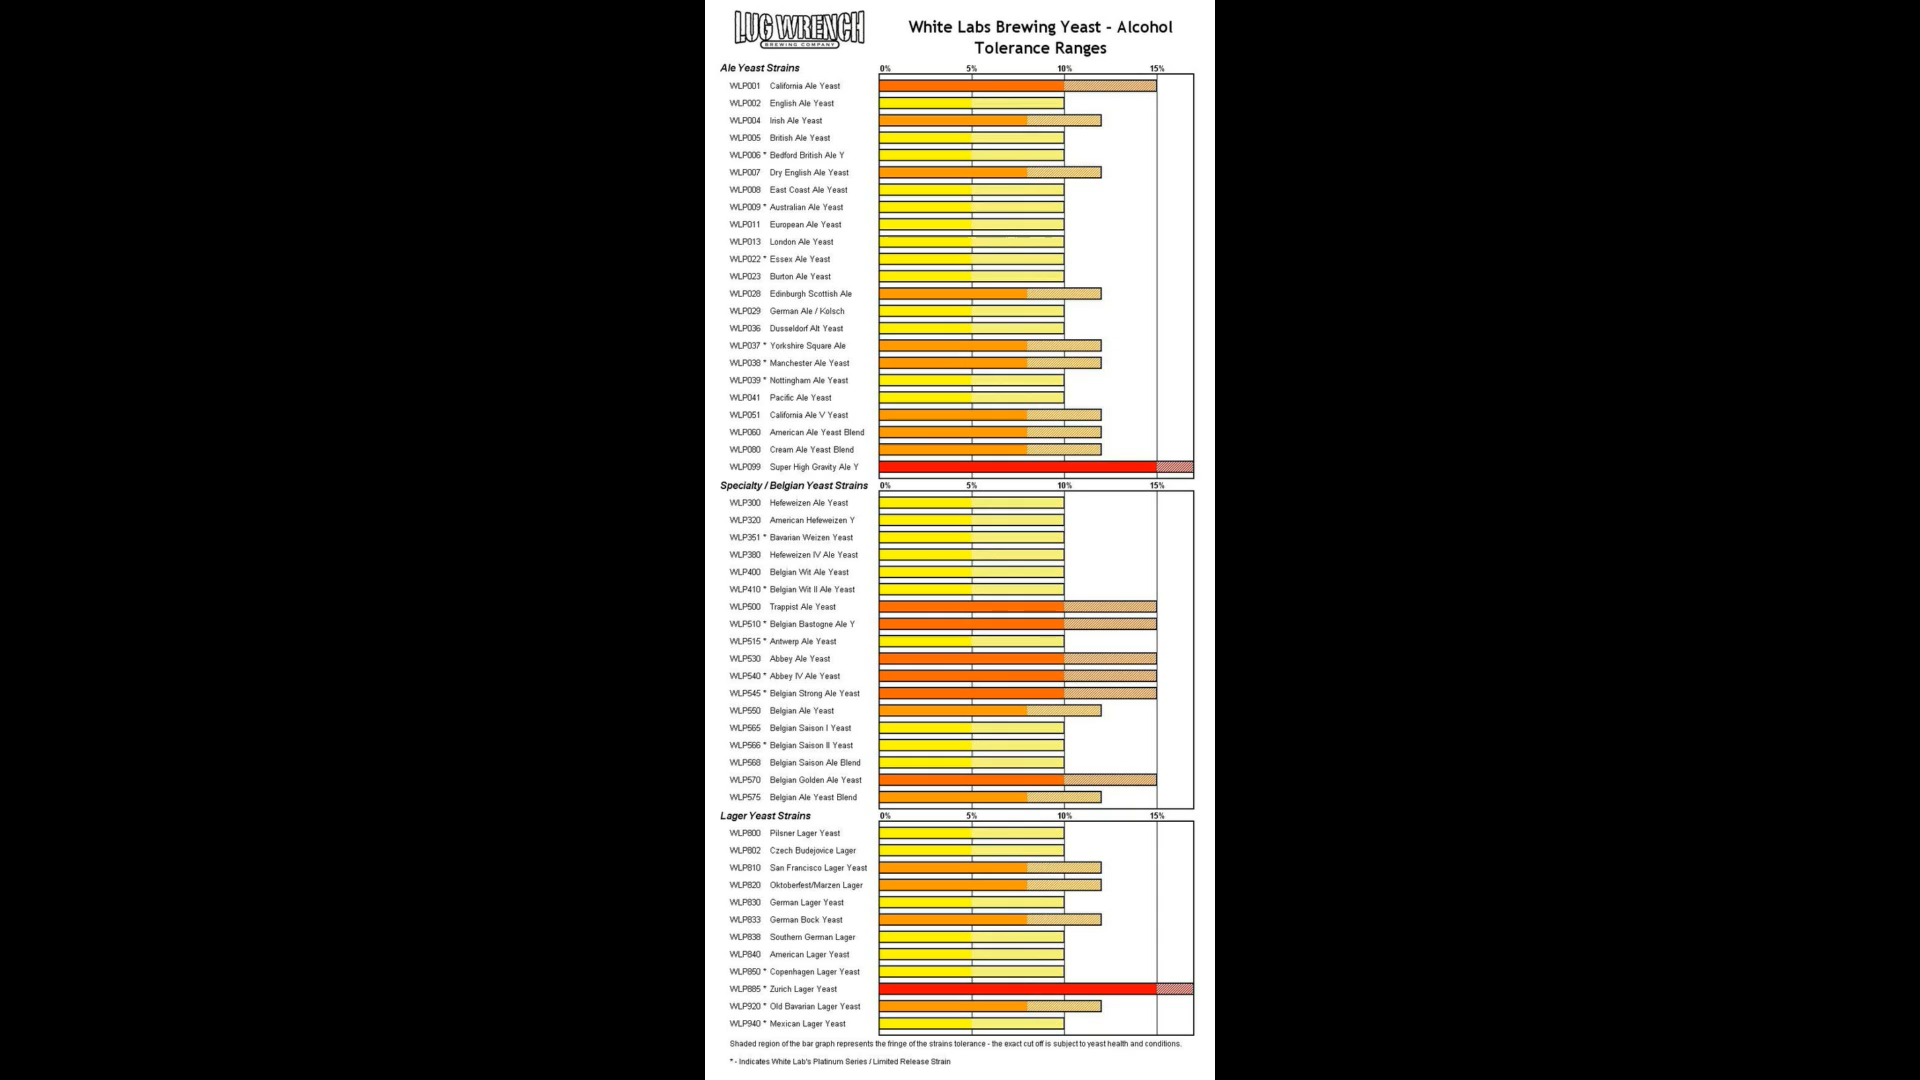 LUG WRENCH
BREWING COMPANY
White Labs Brewing Yeast - Alcohol
Tolerance Ranges
Ale Yeast Strains 0% 5% 10% 15%
WLP001 California Ale Yeast
WLP002 English Ale Yeast
WLP004 Irish Ale Yeast
WLP005 British Ale Yeast
WLP006 * Bedford British Ale Y
WLP007 Dry English Ale Yeast
WLP008 East Coast Ale Yeast
WLP009 * Australian Ale Yeast
WLP011 European Ale Yeast
WLP013 London Ale Yeast
WLP022 * Essex Ale Yeast
WLP023 Burton Ale Yeast
WLP028 Edinburgh Scottish Ale
WLP029 German Ale / Kolsch
WLP036 Dusseldorf Alt Yeast
WLP037 * Yorkshire Square Ale
WLP038 * Manchester Ale Yeast
WLP039 * Nottingham Ale Yeast
WLP041 Pacific Ale Yeast
WLP051 California Ale V Yeast
WLP060 American Ale Yeast Blend
WLP080 Cream Ale Yeast Blend
WLP099 Super High Gravity Ale Y
Specialty / Belgian Yeast Strains 0% 5% 10% 15%
WLP300 Hefeweizen Ale Yeast
WLP320 American Hefeweizen Y
WLP351 * Bavarian Weizen Yeast
WLP380 Hefeweizen IV Ale Yeast
WLP400 Belgian Wit Ale Yeast
WLP410 * Belgian Wit II Ale Yeast
WLP500 Trappist Ale Yeast
WLP510 * Belgian Bastogne Ale Y
WLP515 * Antwerp Ale Yeast
WLP530 Abbey Ale Yeast
WLP540 * Abbey IV Ale Yeast
WLP545 * Belgian Strong Ale Yeast
WLP550 Belgian Ale Yeast
WLP565 Belgian Saison I Yeast
WLP566 * Belgian Saison II Yeast
WLP568 Belgian Saison Ale Blend
WLP570 Belgian Golden Ale Yeast
WLP575 Belgian Ale Yeast Blend
Lager Yeast Strains 0% 5% 10% 15%
WLP800 Pilsner Lager Yeast
WLP802 Czech Budejovice Lager
WLP810 San Francisco Lager Yeast
WLP820 Oktoberfest/Marzen Lager
WLP830 German Lager Yeast
WLP833 German Bock Yeast
WLP838 Southern German Lager
WLP840 American Lager Yeast
WLP850 * Copenhagen Lager Yeast
WLP885 * Zurich Lager Yeast
WLP920 * Old Bavarian Lager Yeast
WLP940 * Mexican Lager Yeast
Shaded region of the bar graph represents the fringe of the strains tolerance - the exact cut off is subject to yeast health and conditions.
* - Indicates White Lab's Platinum Series / Limited Release Strain